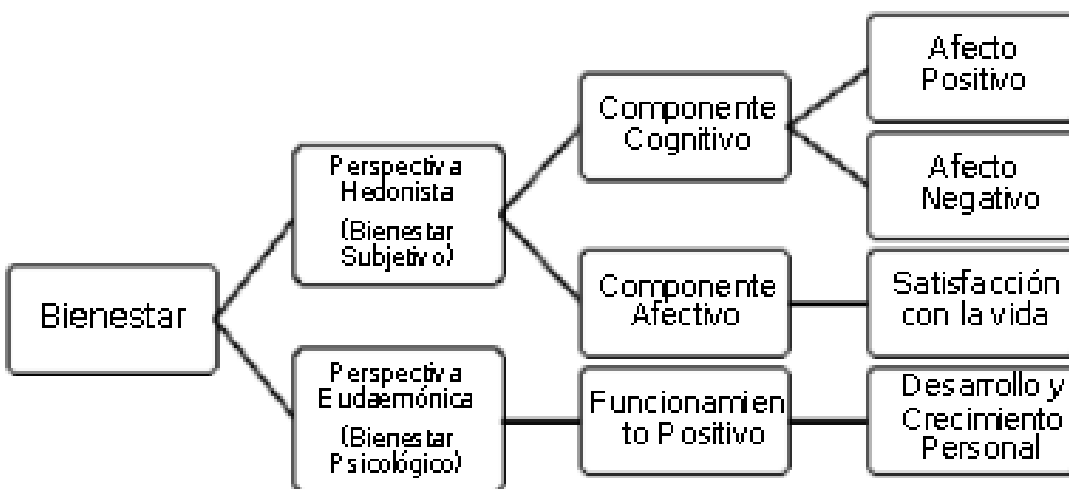 Bienestar
Perspectiva
Hedonista
(Bienestar
Subjetivo)
Perspectiva
Eudaemónica
(Bienestar
Psicológico)
Componente
Cognitivo
Componente
Afectivo
Funcionamien
to Positivo
Afecto
Positivo
Afecto
Negativo
Satisfacción
con la vida
Desarrollo y
Crecimiento
Personal